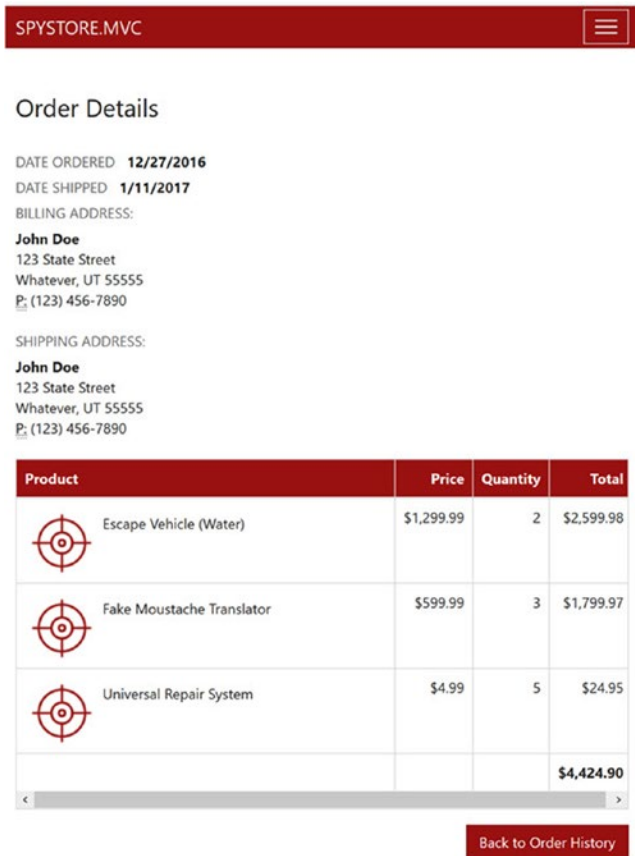 SPYSTORE.MVC
Order Details
DATE ORDERED 12/27/2016
DATE SHIPPED 1/11/2017
BILLING ADDRESS:
John Doe
123 State Street
Whatever, UT 55555
P: (123) 456-7890
SHIPPING ADDRESS:
John Doe
123 State Street
Whatever, UT 55555
P: (123) 456-7890
Product Price Quantity Total
Escape Vehicle (Water) $1,299.99 2 $2,599.98
Fake Moustache Translator $599.99 3 $1,799.97
Universal Repair System $4.99 5 $24.95
$4,424.90
Back to Order History